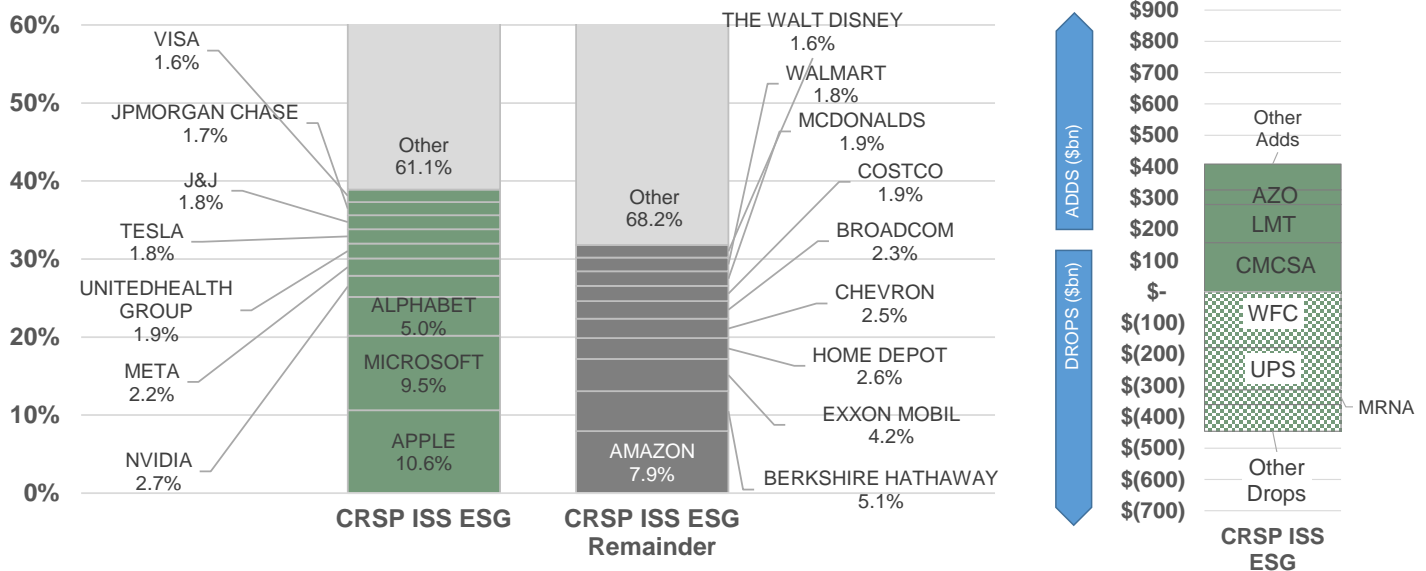 60%
50%
40%
30%
20%
10%
0%
VISA
1.6%
JPMORGAN CHASE
1.7%
J&J
1.8%
TESLA
1.8%
UNITEDHEALTH
GROUP
1.9%
META
2.2%
NVIDIA
2.7%
Other
61.1%
ALPHABET
5.0%
MICROSOFT
9.5%
APPLE
10.6%
CRSP ISS ESG
Other
68.2%
AMAZON
7.9%
CRSP ISS ESG
Remainder
THE WALT DISNEY
1.6%
WALMART
1.8%
MCDONALDS
1.9%
COSTCO
1.9%
BROADCOM
2.3%
CHEVRON
2.5%
HOME DEPOT
2.6%
EXXON MOBIL
4.2%
BERKSHIRE HATHAWAY
5.1%
ADDS ($bn)
DROPS ($bn)
$900
$800
$700
$600
$500
$400
$300
$200
$100
$-
$(100)
$(200)
$(300)
$(400)
$(500)
$(600)
$(700)
Other
Adds
AZO
LMT
CMCSA
WFC
UPS
MRNA
Other
Drops
CRSP ISS
ESG